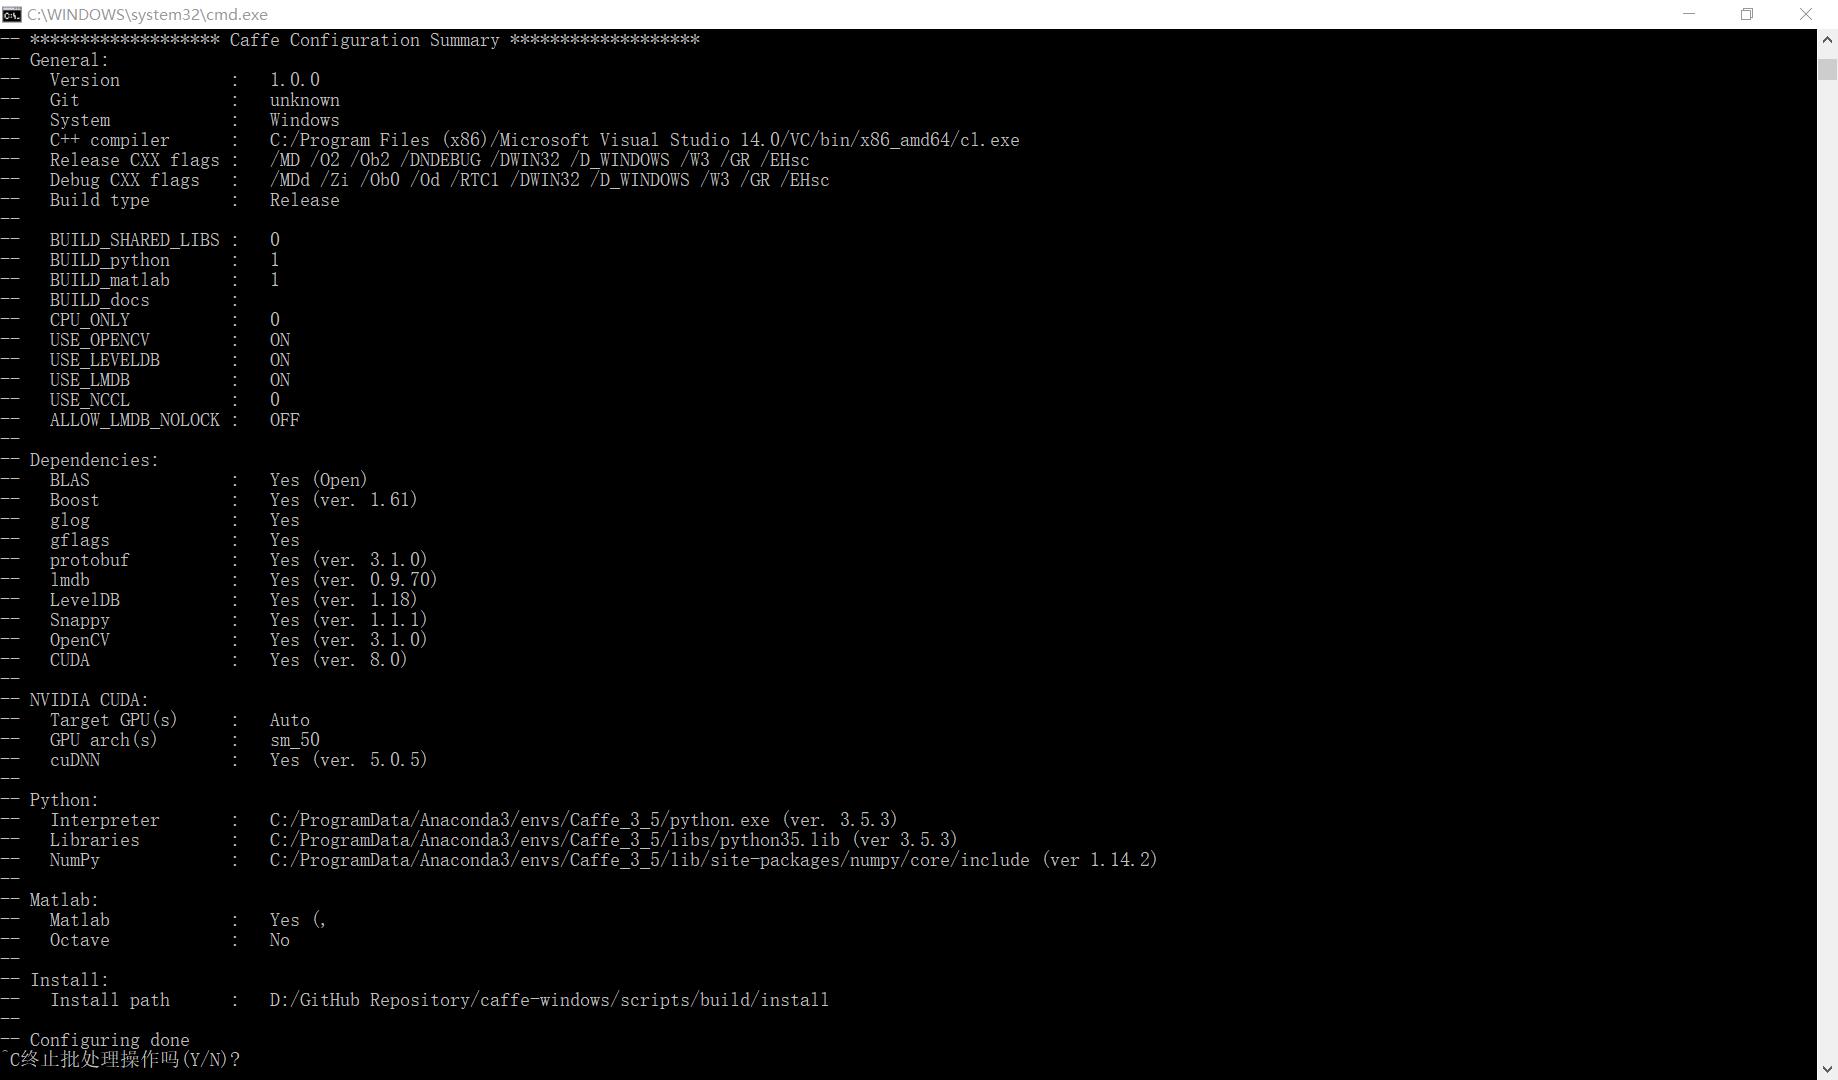 C:\WINDOWS\system32\cmd.exe
-- ******************* Caffe Configuration Summary *******************
-- General:
--   Version           :   1.0.0
--   Git               :   unknown
--   System            :   Windows
--   C++ compiler      :   C:/Program Files (x86)/Microsoft Visual Studio 14.0/VC/bin/x86_amd64/cl.exe
--   Release CXX flags :   /MD /O2 /Ob2 /DNDEBUG /DWIN32 /D_WINDOWS /W3 /GR /EHsc
--   Debug CXX flags   :   /MDd /Zi /Ob0 /Od /RTC1 /DWIN32 /D_WINDOWS /W3 /GR /EHsc
--   Build type        :   Release
--
--   BUILD_SHARED_LIBS :   0
--   BUILD_python      :   1
--   BUILD_matlab      :   1
--   BUILD_docs        :
--   CPU_ONLY          :   0
--   USE_OPENCV        :   ON
--   USE_LEVELDB       :   ON
--   USE_LMDB          :   ON
--   USE_NCCL          :   0
--   ALLOW_LMDB_NOLOCK :   OFF
--
-- Dependencies:
--   BLAS              :   Yes (Open)
--   Boost             :   Yes (ver. 1.61)
--   glog              :   Yes
--   gflags            :   Yes
--   protobuf          :   Yes (ver. 3.1.0)
--   lmdb              :   Yes (ver. 0.9.70)
--   LevelDB           :   Yes (ver. 1.18)
--   Snappy            :   Yes (ver. 1.1.1)
--   OpenCV            :   Yes (ver. 3.1.0)
--   CUDA              :   Yes (ver. 8.0)
--
-- NVIDIA CUDA:
--   Target GPU(s)     :   Auto
--   GPU arch(s)       :   sm_50
--   cuDNN             :   Yes (ver. 5.0.5)
--
-- Python:
--   Interpreter       :   C:/ProgramData/Anaconda3/envs/Caffe_3_5/python.exe (ver. 3.5.3)
--   Libraries         :   C:/ProgramData/Anaconda3/envs/Caffe_3_5/libs/python35.lib (ver 3.5.3)
--   NumPy             :   C:/ProgramData/Anaconda3/envs/Caffe_3_5/lib/site-packages/numpy/core/include (ver 1.14.2)
--
-- Matlab:
--   Matlab            :   Yes (,
--   Octave            :   No
--
-- Install:
--   Install path      :   D:/GitHub Repository/caffe-windows/scripts/build/install
--
-- Configuring done
^C终止批处理操作吗(Y/N)?